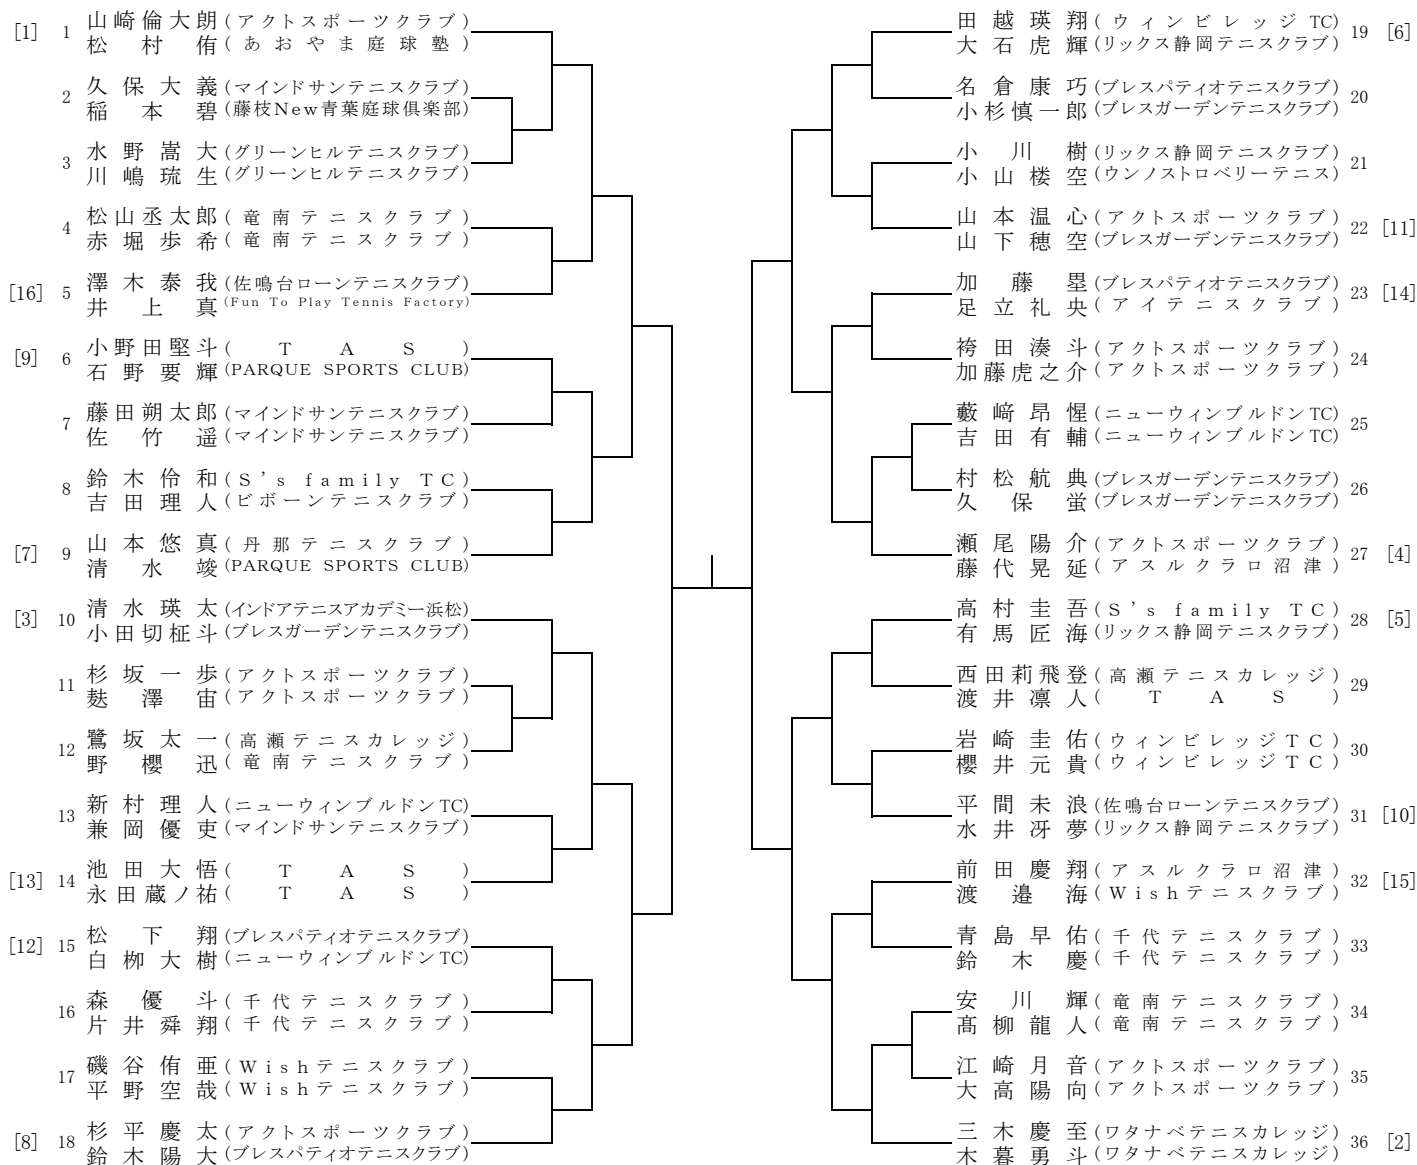 [1] 1 山崎倫大朗(アクトスポーツクラブ)
松村侑(あおやま庭球塾)
2 久保大義(マインドサンテニスクラブ)
稲本碧(藤枝New青葉庭球倶楽部)
3 水野嵩大(グリーンヒルテニスクラブ)
川嶋琉生(グリーンヒルテニスクラブ)
4 松山丞太郎(竜南テニスクラブ)
赤堀歩希(竜南テニスクラブ)
[16] 5 澤木泰我(佐鳴台ローンテニスクラブ)
井上真(Fun To Play Tennis Factory)
[9] 6 小野田堅斗(TAS)
石野要輝(PARQUE SPORTS CLUB)
7 藤田朔太郎(マインドサンテニスクラブ)
佐竹遥(マインドサンテニスクラブ)
8 鈴木伶和(S's family TC)
吉田理人(ビボーンテニスクラブ)
[7] 9 山本悠真(丹那テニスクラブ)
清水竣(PARQUE SPORTS CLUB)
[3] 10 清水瑛太(インドアテニスアカデミー浜松)
小田切柾斗(ブレスガーデンテニスクラブ)
11 杉坂一歩(アクトスポーツクラブ)
麸澤宙(アクトスポーツクラブ)
12 鷺坂太一(高瀬テニスカレッジ)
野櫻迅(竜南テニスクラブ)
13 新村理人(ニューウィンブルドンTC)
兼岡優吏(マインドサンテニスクラブ)
[13] 14 池田大悟(TAS)
永田蔵ノ祐(TAS)
[12] 15 松下翔(ブレスパティオテニスクラブ)
白栁大樹(ニューウィンブルドンTC)
16 森優斗(千代テニスクラブ)
片井舜翔(千代テニスクラブ)
17 磯谷侑亜(Wishテニスクラブ)
平野空哉(Wishテニスクラブ)
[8] 18 杉平慶太(アクトスポーツクラブ)
鈴木陽大(ブレスパティオテニスクラブ)
田越瑛翔(ウィンビレッジTC) 19 [6]
大石虎輝(リックス静岡テニスクラブ)
名倉康巧(ブレスパティオテニスクラブ) 20
小杉慎一郎(ブレスガーデンテニスクラブ)
小川樹(リックス静岡テニスクラブ) 21
小山楼空(ウンノストロベリーテニス)
山本温心(アクトスポーツクラブ) 22 [11]
山下穂空(ブレスガーデンテニスクラブ)
加藤塁(ブレスパティオテニスクラブ) 23 [14]
足立礼央(アイテニスクラブ)
袴田湊斗(アクトスポーツクラブ) 24
加藤虎之介(アクトスポーツクラブ)
藪﨑昂惺(ニューウィンブルドンTC) 25
吉田有輔(ニューウィンブルドンTC)
村松航典(ブレスガーデンテニスクラブ) 26
久保蛍(ブレスガーデンテニスクラブ)
瀬尾陽介(アクトスポーツクラブ) 27 [4]
藤代晃延(アスルクラロ沼津)
高村圭吾(S's family TC) 28 [5]
有馬匠海(リックス静岡テニスクラブ)
西田莉飛登(高瀬テニスカレッジ) 29
渡井凛人(TAS)
岩崎圭佑(ウィンビレッジTC) 30
櫻井元貴(ウィンビレッジTC)
平間未浪(佐鳴台ローンテニスクラブ) 31 [10]
水井冴夢(リックス静岡テニスクラブ)
前田慶翔(アスルクラロ沼津) 32 [15]
渡邉海(Wishテニスクラブ)
青島早佑(千代テニスクラブ) 33
鈴木慶(千代テニスクラブ)
安川輝(竜南テニスクラブ) 34
髙柳龍人(竜南テニスクラブ)
江崎月音(アクトスポーツクラブ) 35
大高陽向(アクトスポーツクラブ)
三木慶至(ワタナベテニスカレッジ) 36 [2]
木暮勇斗(ワタナベテニスカレッジ)